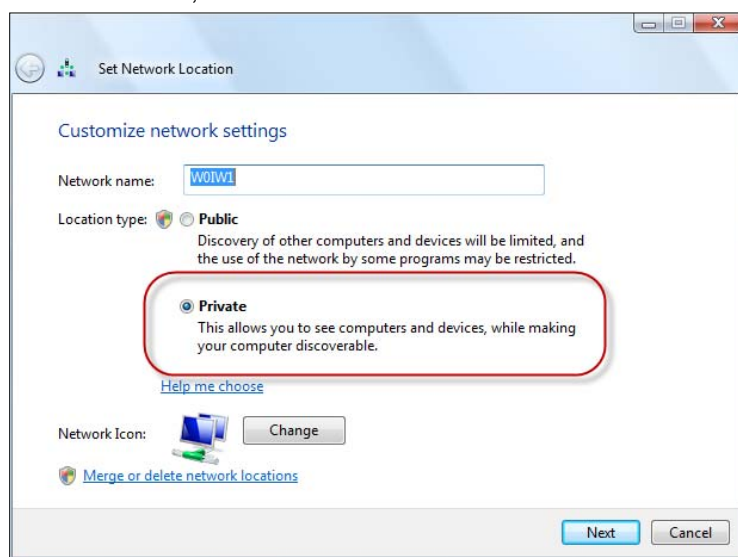 Set Network Location
Customize network settings
Network name: W0IW1
Location type: Public
Discovery of other computers and devices will be limited, and
the use of the network by some programs may be restricted.
Private
This allows you to see computers and devices, while making
your computer discoverable.
Help me choose
Network Icon: Change
Merge or delete network locations
Next Cancel